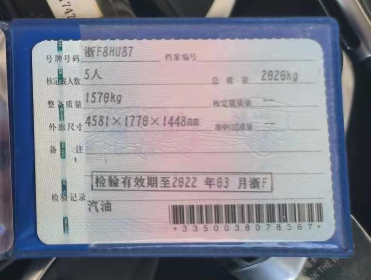 号牌号码 浙F8HU87 档案编号
核定载人数 5人 总质量 2020kg
整备质量 1570kg 核定载质量 --
外廓尺寸 4581×1770×1448mm 准牵引总质量 --
备注
检验有效期至2022年03月浙F
检验记录
汽油
*3350038078567*